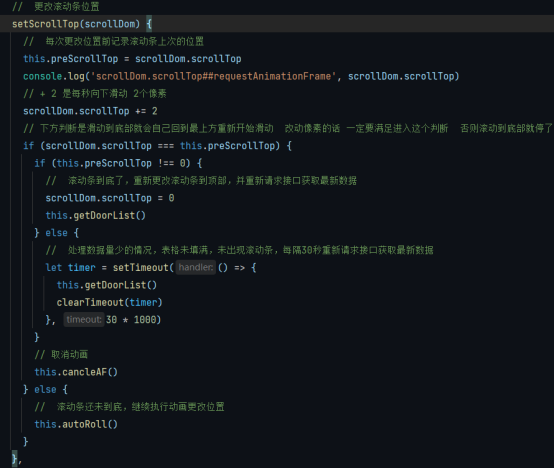 //  更改滚动条位置
setScrollTop(scrollDom) {
//  每次更改位置前记录滚动条上次的位置
this.preScrollTop = scrollDom.scrollTop
console.log('scrollDom.scrollTop##requestAnimationFrame', scrollDom.scrollTop)
// + 2 是每秒向下滑动 2个像素
scrollDom.scrollTop += 2
// 下方判断是滑动到底部就会自己回到最上方重新开始滑动  改动像素的话 一定要满足进入这个判断  否则滚动到底部就停了
if (scrollDom.scrollTop === this.preScrollTop) {
if (this.preScrollTop !== 0) {
//  滚动条到底了，重新更改滚动条到顶部，并重新请求接口获取最新数据
scrollDom.scrollTop = 0
this.getDoorList()
} else {
//  处理数据量少的情况，表格未填满，未出现滚动条，每隔30秒重新请求接口获取最新数据
let timer = setTimeout( handler: () => {
this.getDoorList()
clearTimeout(timer)
}, timeout: 30 * 1000)
}
// 取消动画
this.cancleAF()
} else {
//  滚动条还未到底，继续执行动画更改位置
this.autoRoll()
}
},